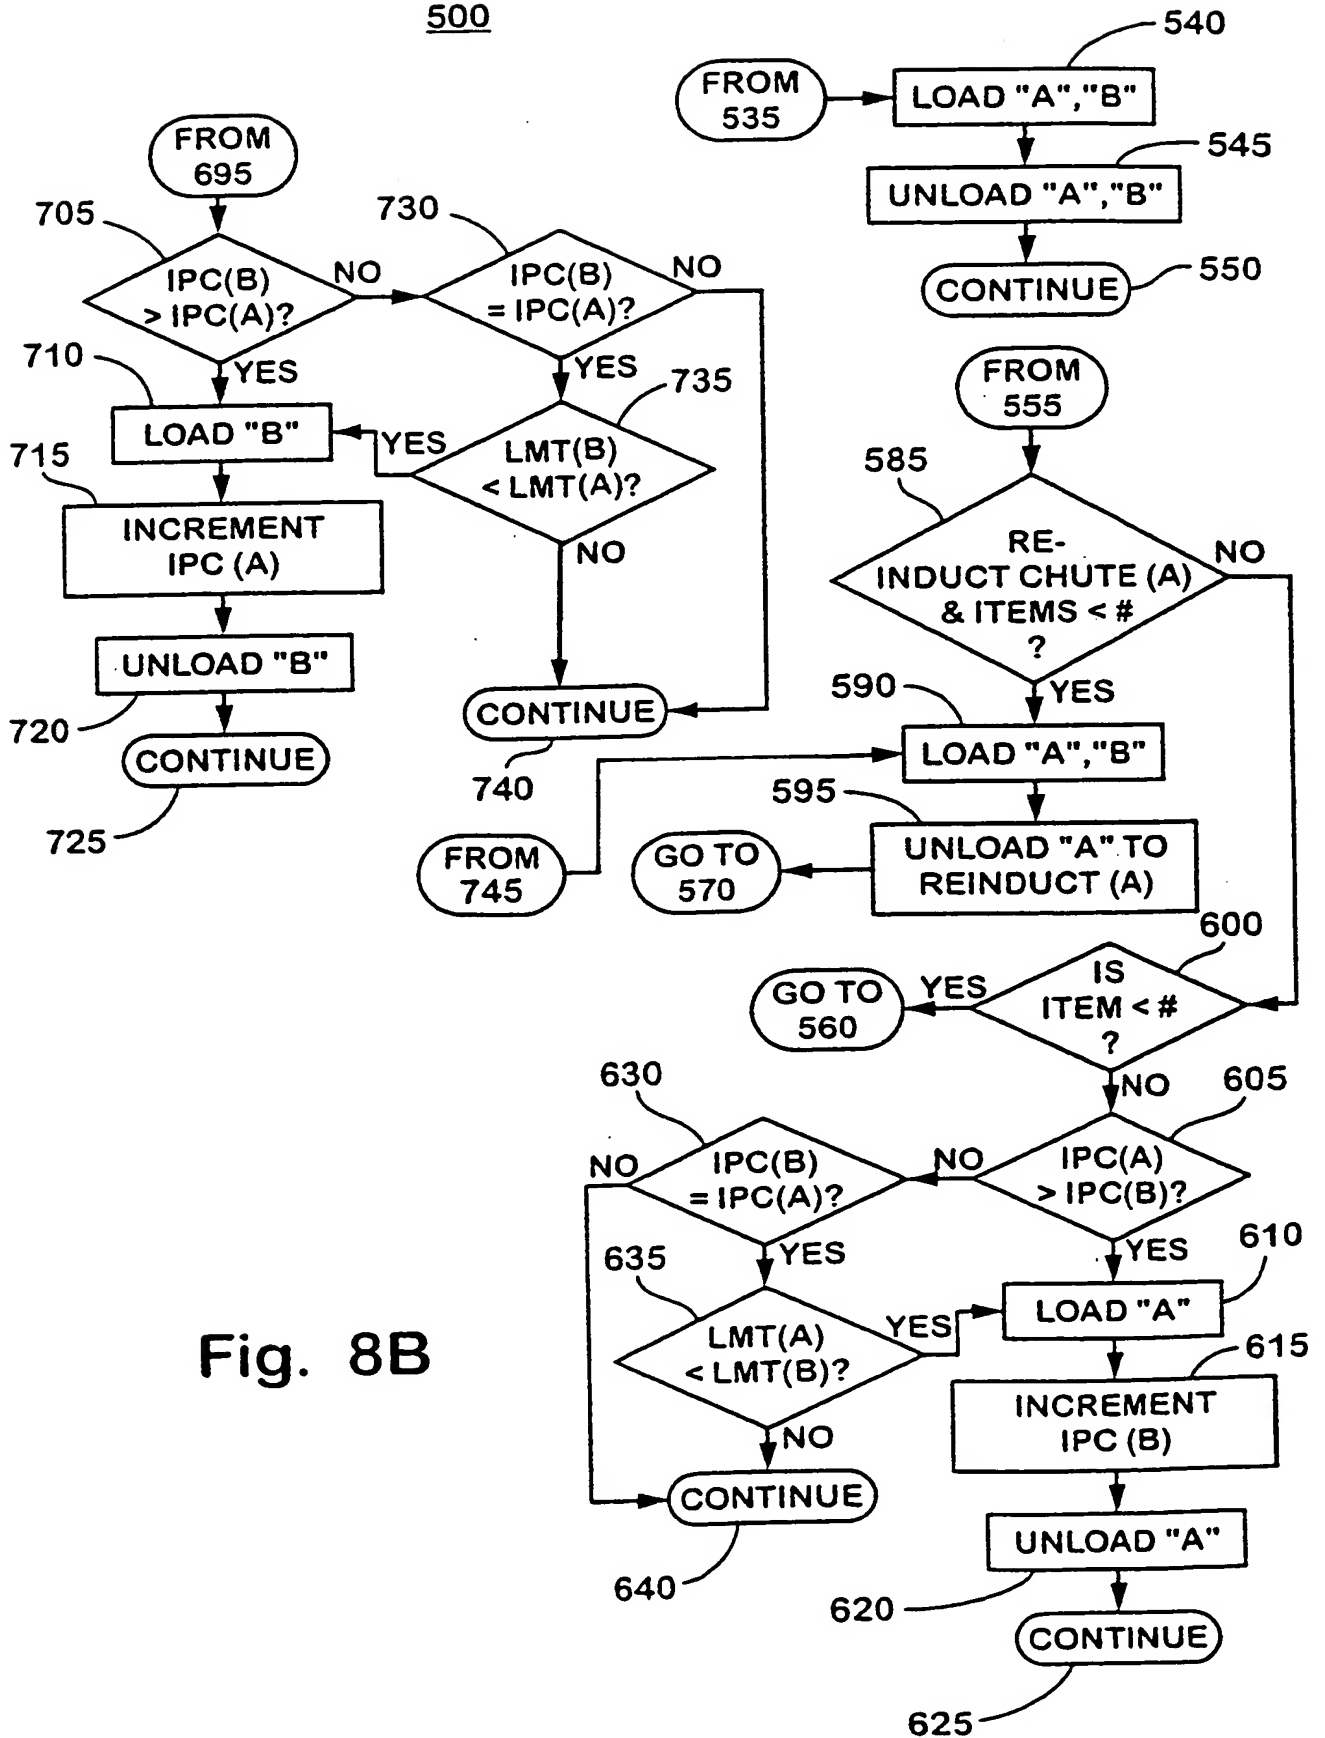 500
FROM
695
705
IPC(B)
> IPC(A)?
NO
YES
730
IPC(B)
= IPC(A)?
NO
YES
710
LOAD "B"
735
LMT(B)
< LMT(A)?
YES
NO
715
INCREMENT
IPC (A)
UNLOAD "B"
720
CONTINUE
725
CONTINUE
740
FROM
535
540
LOAD "A","B"
545
UNLOAD "A","B"
CONTINUE
550
FROM
555
585
RE-
INDUCT CHUTE (A)
& ITEMS < #
?
NO
YES
590
LOAD "A","B"
FROM
745
595
UNLOAD "A" TO
REINDUCT (A)
GO TO
570
600
IS
ITEM < #
?
YES
GO TO
560
NO
605
IPC(A)
> IPC(B)?
NO
YES
630
IPC(B)
= IPC(A)?
NO
YES
635
LMT(A)
< LMT(B)?
YES
NO
610
LOAD "A"
615
INCREMENT
IPC (B)
UNLOAD "A"
620
CONTINUE
625
CONTINUE
640
Fig. 8B